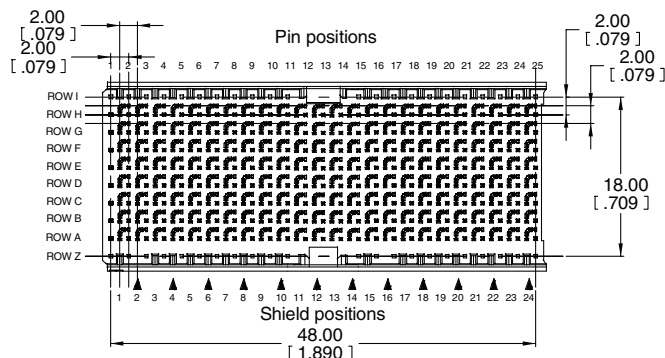 2.00
[ .079 ]
2.00
[ .079 ]
Pin positions
2.00
[ .079 ]
2.00
[ .079 ]
1 2 3 4 5 6 7 8 9 10 11 12 13 14 15 16 17 18 19 20 21 22 23 24 25
ROW I
ROW H
ROW G
ROW F
ROW E
ROW D
ROW C
ROW B
ROW A
ROW Z
18.00
[ .709 ]
1 2 3 4 5 6 7 8 9 10 11 12 13 14 15 16 17 18 19 20 21 22 23 24
Shield positions
48.00
[ 1.890 ]